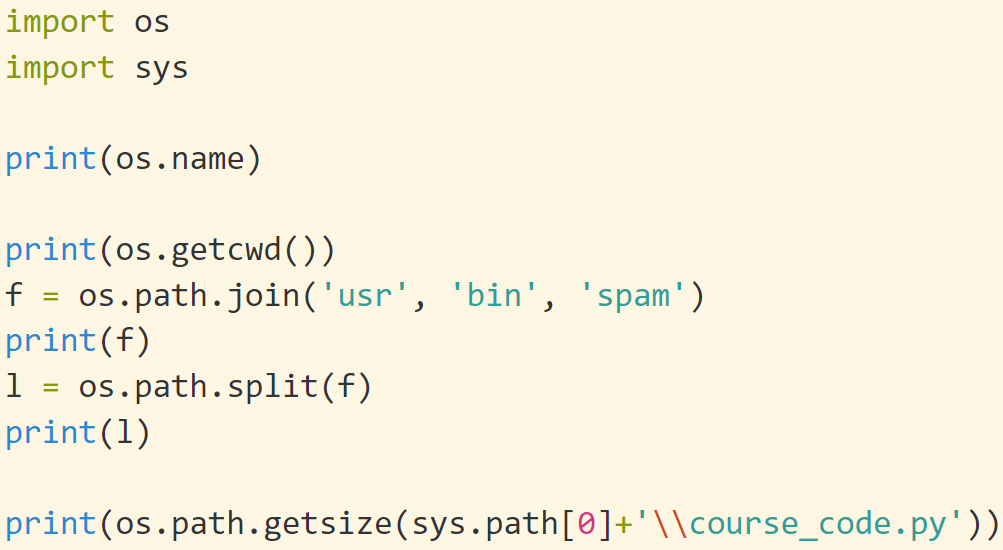 import os
import sys

print(os.name)

print(os.getcwd())
f = os.path.join('usr', 'bin', 'spam')
print(f)
l = os.path.split(f)
print(l)

print(os.path.getsize(sys.path[0]+'\\course_code.py'))